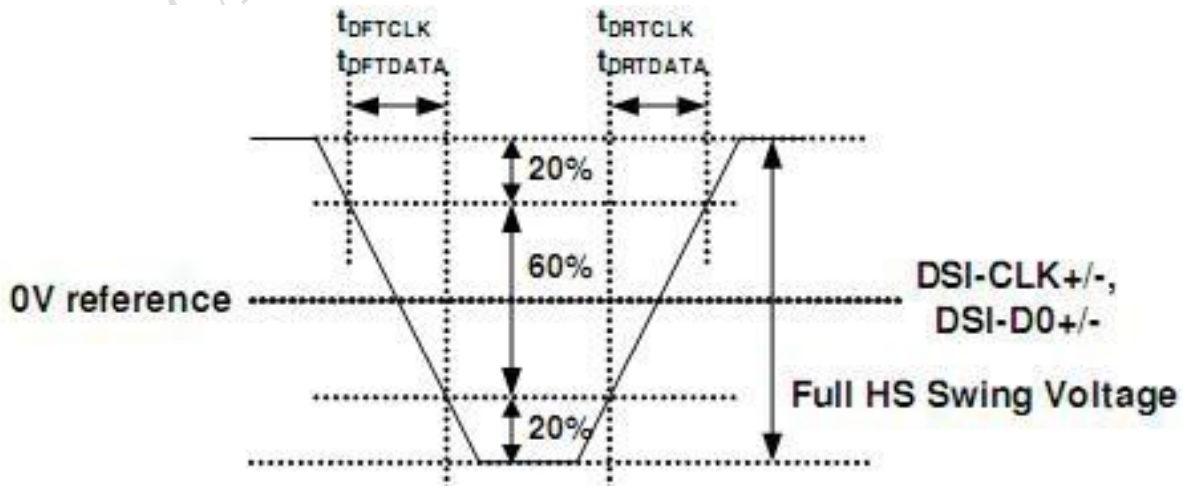 tDFTCLK
tDFTDATA
tDRTCLK
tDRTDATA
20%
60%
0V reference
DSI-CLK+/-,
DSI-D0+/-
Full HS Swing Voltage
20%